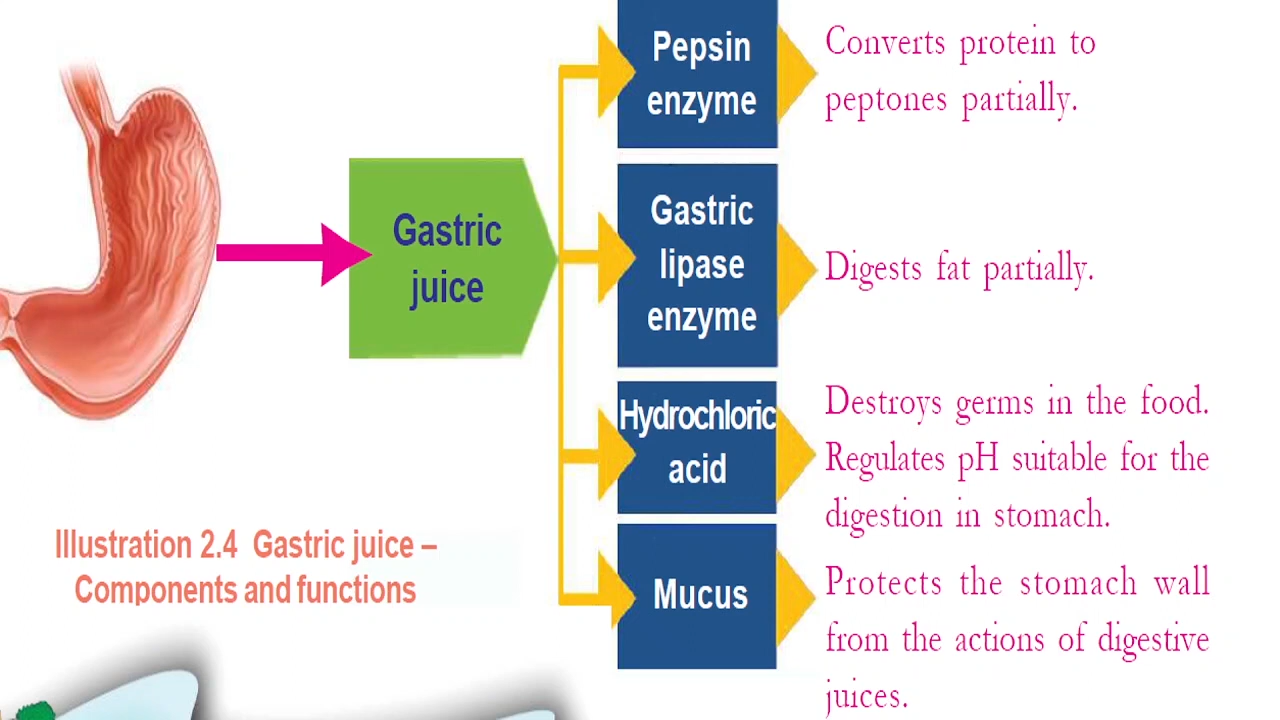 Pepsin
enzyme
Converts protein to
peptones partially.
Gastric
juice
Gastric
lipase
enzyme
Digests fat partially.
Hydrochloric
acid
Destroys germs in the food.
Regulates pH suitable for the
digestion in stomach.
Mucus
Protects the stomach wall
from the actions of digestive
juices.
Illustration 2.4 Gastric juice –
Components and functions